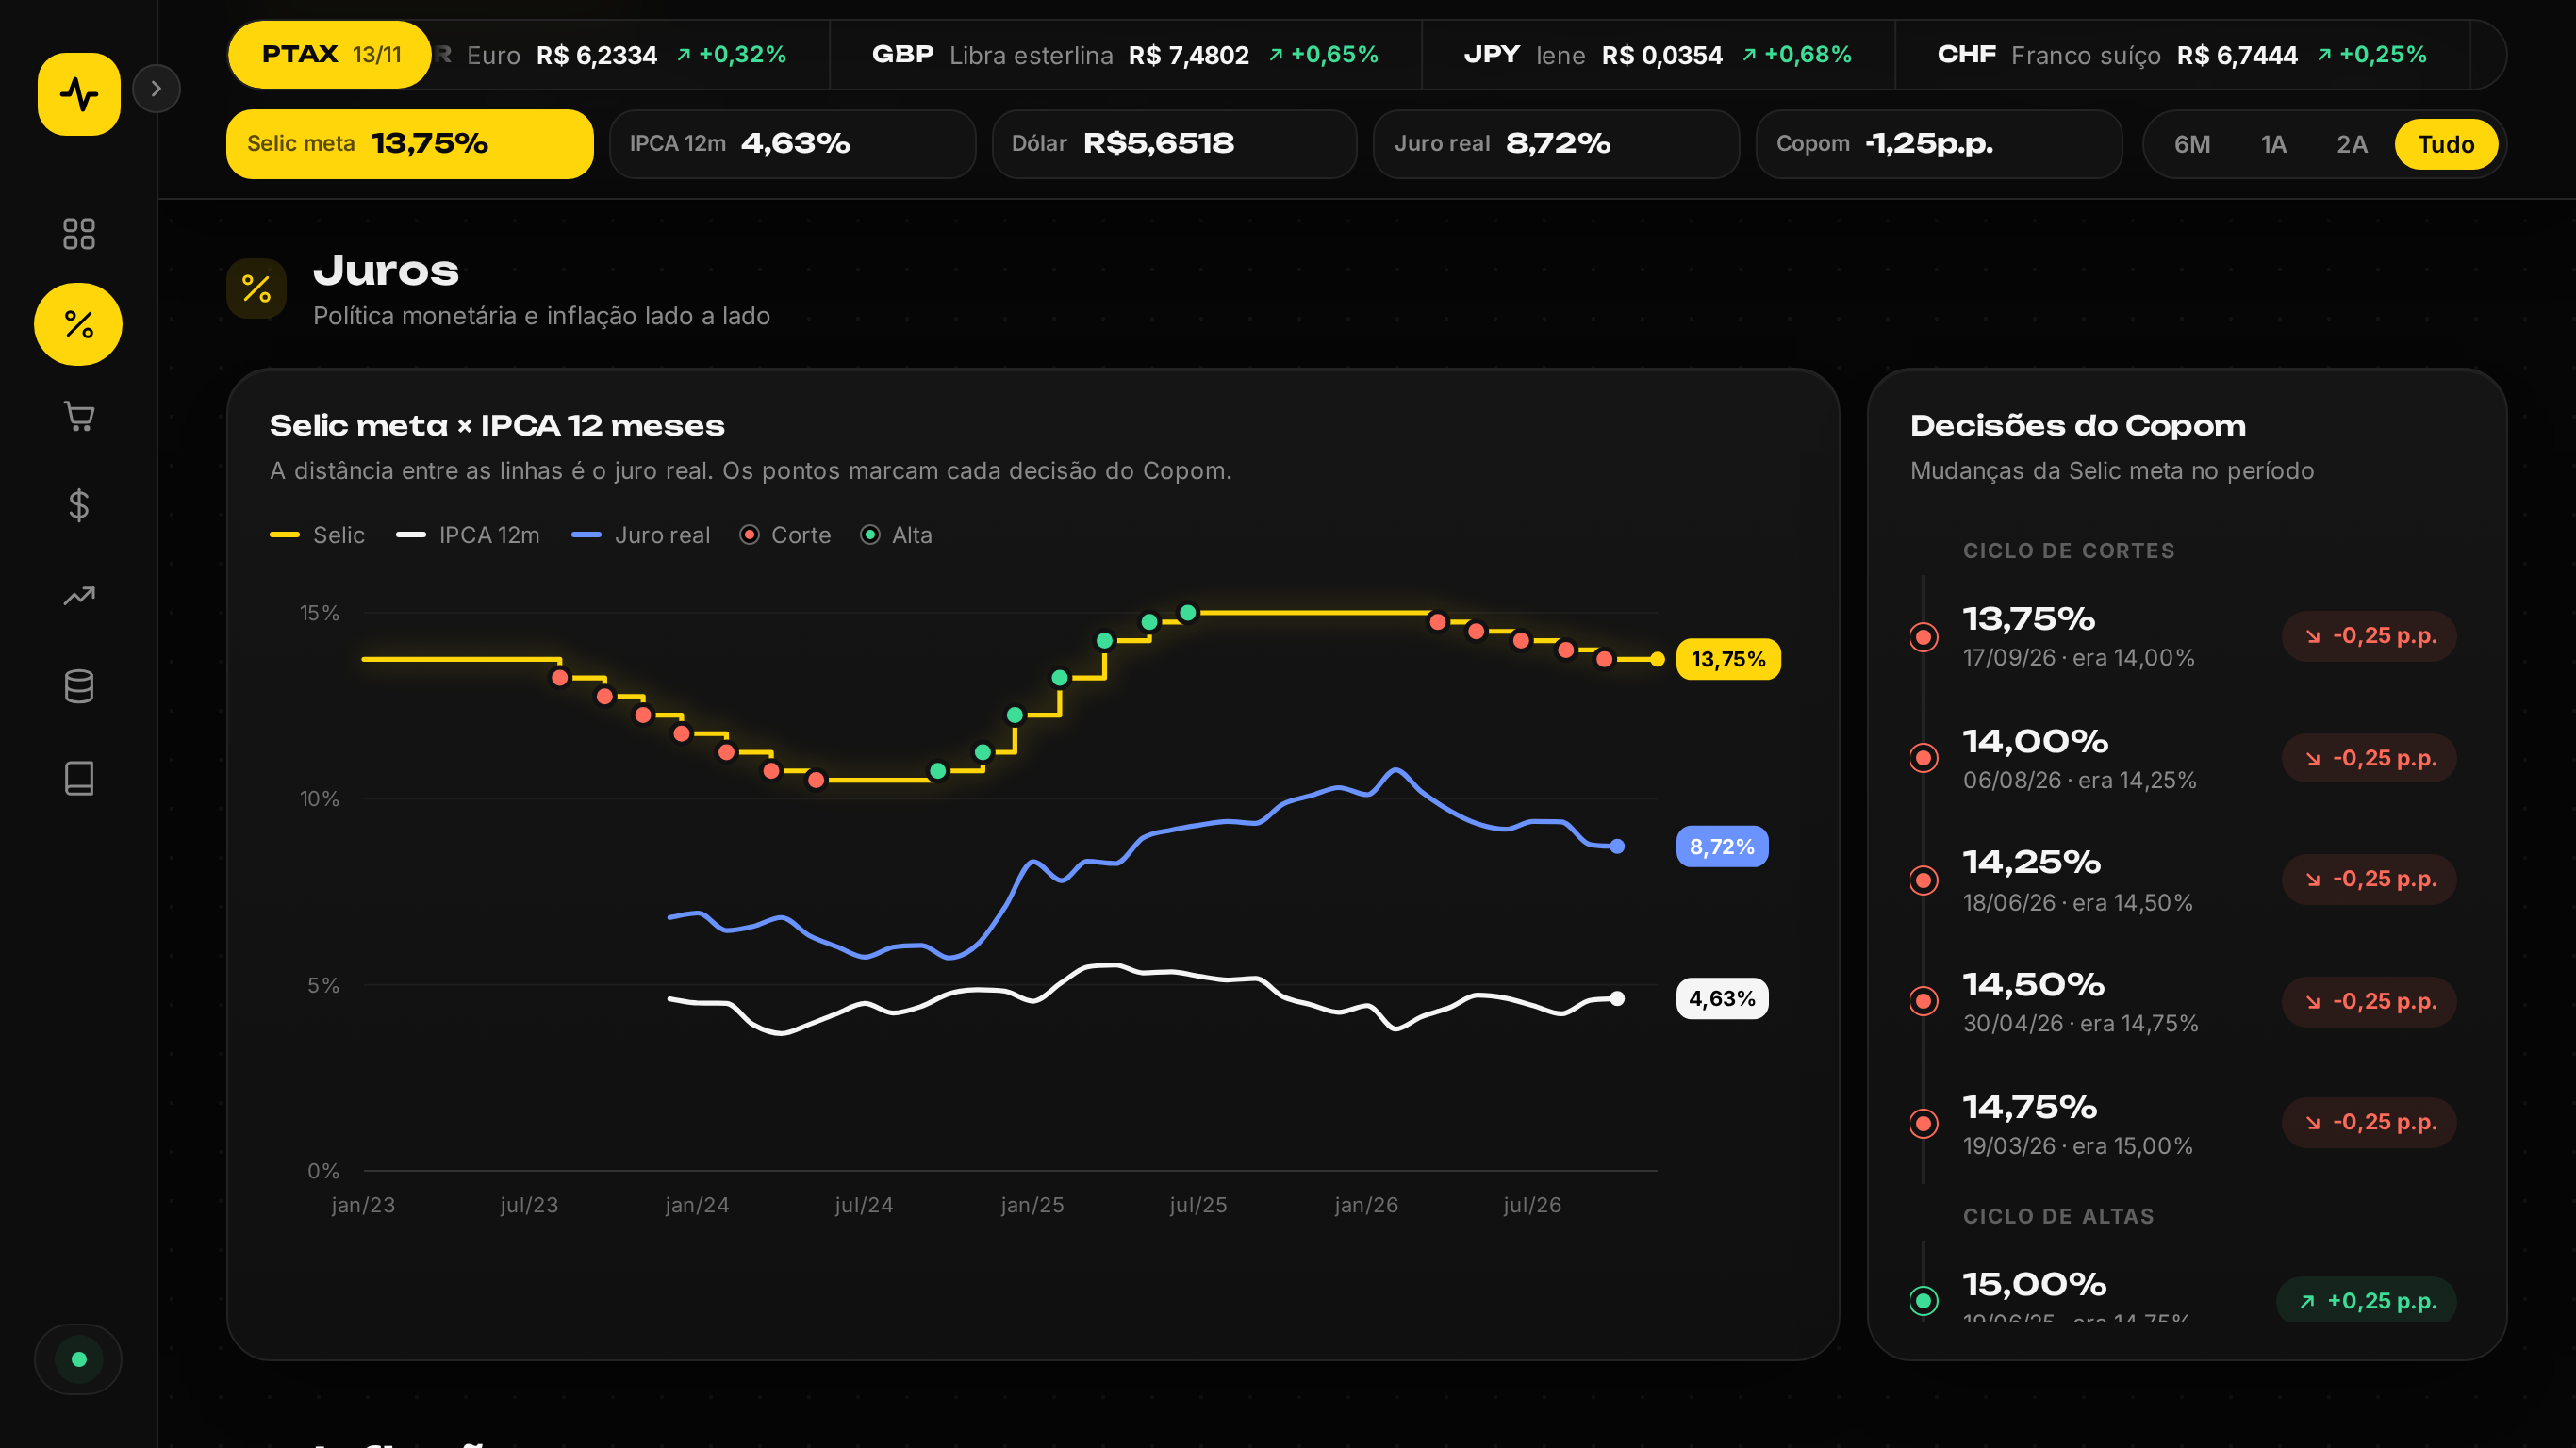 PTAX 13/11 R Euro R$ 6,2334 +0,32% GBP Libra esterlina R$ 7,4802 +0,65% JPY Iene R$ 0,0354 +0,68% CHF Franco suíço R$ 6,7444 +0,25%
Selic meta 13,75% IPCA 12m 4,63% Dólar R$5,6518 Juro real 8,72% Copom -1,25p.p. 6M 1A 2A Tudo
Juros
Política monetária e inflação lado a lado
Selic meta × IPCA 12 meses
A distância entre as linhas é o juro real. Os pontos marcam cada decisão do Copom.
Selic IPCA 12m Juro real Corte Alta
15%
10%
5%
0%
13,75%
8,72%
4,63%
jan/23 jul/23 jan/24 jul/24 jan/25 jul/25 jan/26 jul/26
Decisões do Copom
Mudanças da Selic meta no período
CICLO DE CORTES
13,75% -0,25 p.p.
17/09/26 · era 14,00%
14,00% -0,25 p.p.
06/08/26 · era 14,25%
14,25% -0,25 p.p.
18/06/26 · era 14,50%
14,50% -0,25 p.p.
30/04/26 · era 14,75%
14,75% -0,25 p.p.
19/03/26 · era 15,00%
CICLO DE ALTAS
15,00% +0,25 p.p.
19/06/25 · era 14,75%